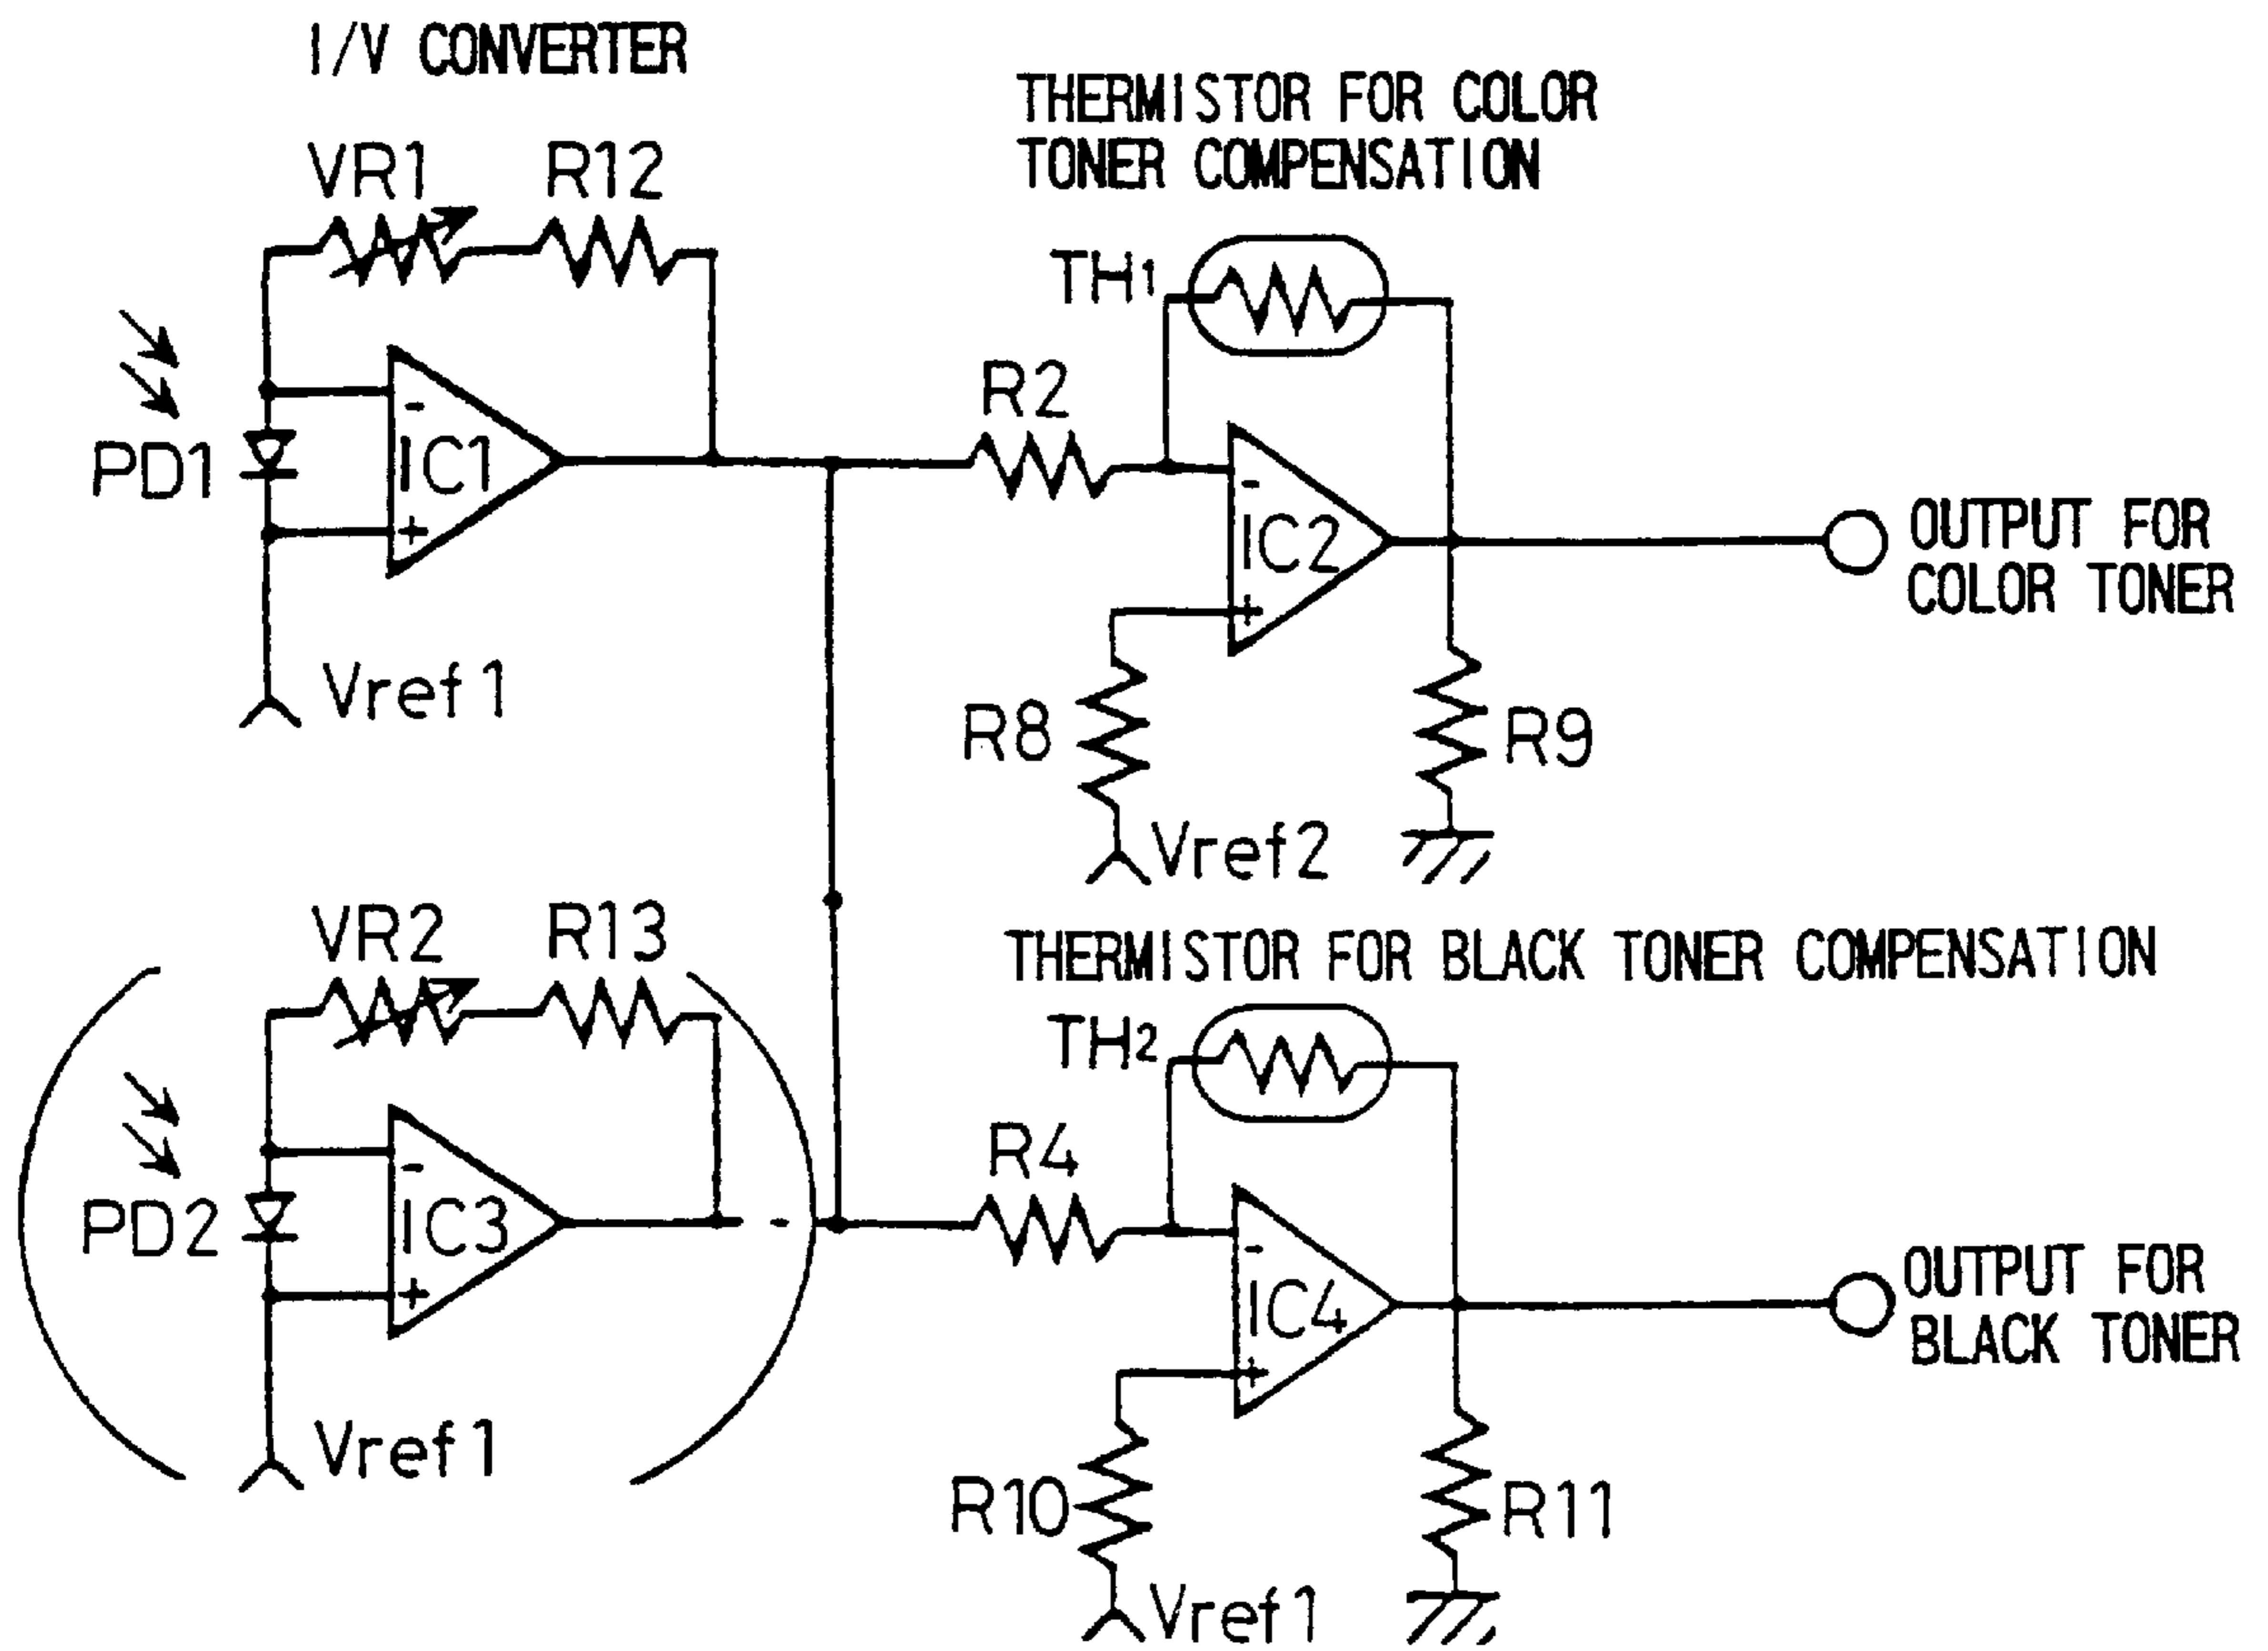 I/V CONVERTER
THERMISTOR FOR COLOR
TONER COMPENSATION
VR1
R12
TH1
R2
PD1
-
IC1
+
-
IC2
+
OUTPUT FOR
COLOR TONER
Vref1
R8
R9
Vref2
VR2
R13
THERMISTOR FOR BLACK TONER COMPENSATION
TH2
R4
PD2
-
IC3
+
-
IC4
+
OUTPUT FOR
BLACK TONER
Vref1
R10
R11
Vref1